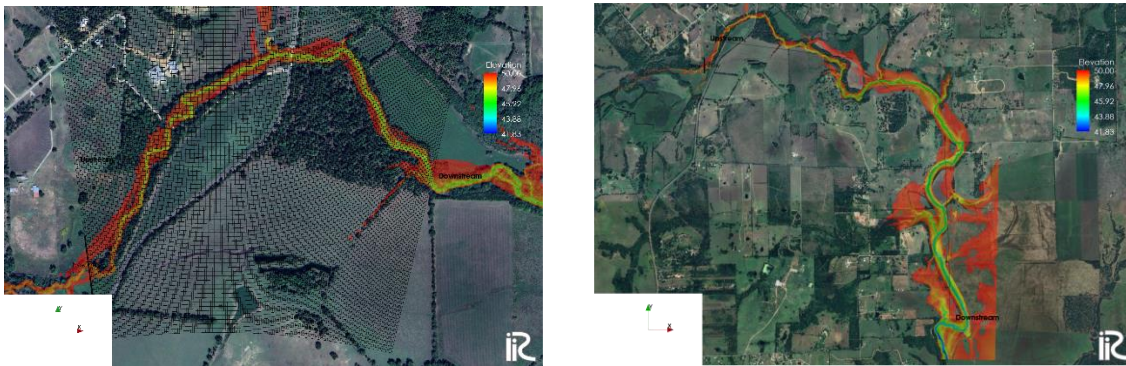 Elevation
50.00
47.96
45.92
43.88
41.83
Upstream
Downstream
X
iRiC
Elevation
50.00
47.96
45.92
43.88
41.83
Upstream
Downstream
Y
X
iRiC